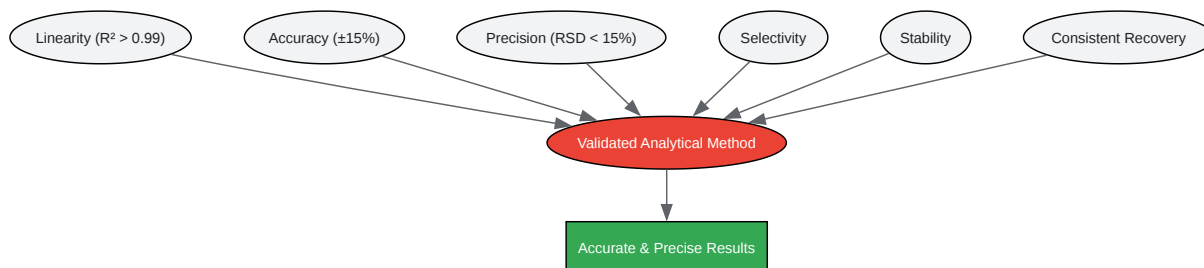 Linearity (R² > 0.99)
Accuracy (±15%)
Precision (RSD < 15%)
Selectivity
Stability
Consistent Recovery
Validated Analytical Method
Accurate & Precise Results